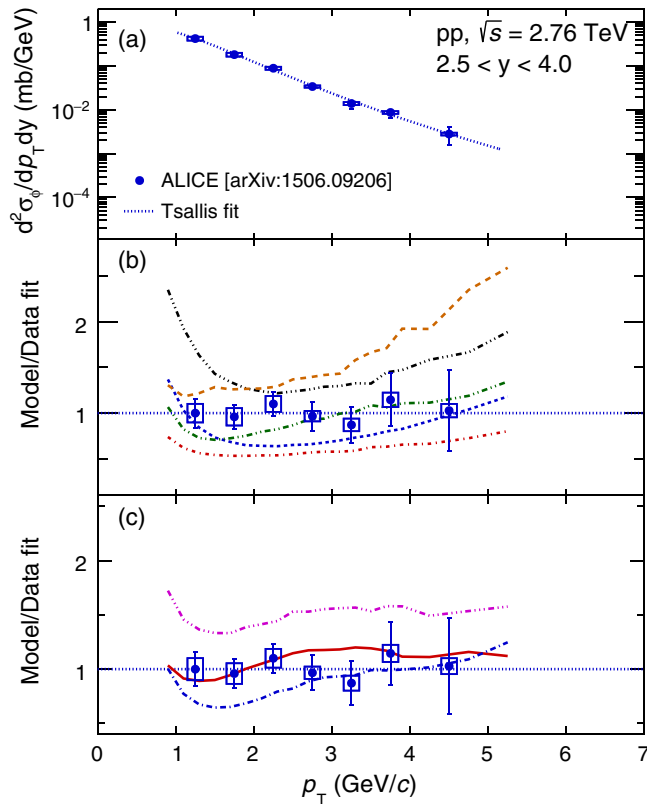 1
10⁻²
10⁻⁴
d²σ_ϕ/dp_T dy (mb/GeV)
(a)
pp, √s = 2.76 TeV
2.5 < y < 4.0
ALICE [arXiv:1506.09206]
Tsallis fit
(b)
2
1
Model/Data fit
(c)
2
1
Model/Data fit
0 1 2 3 4 5 6 7
p_T (GeV/c)